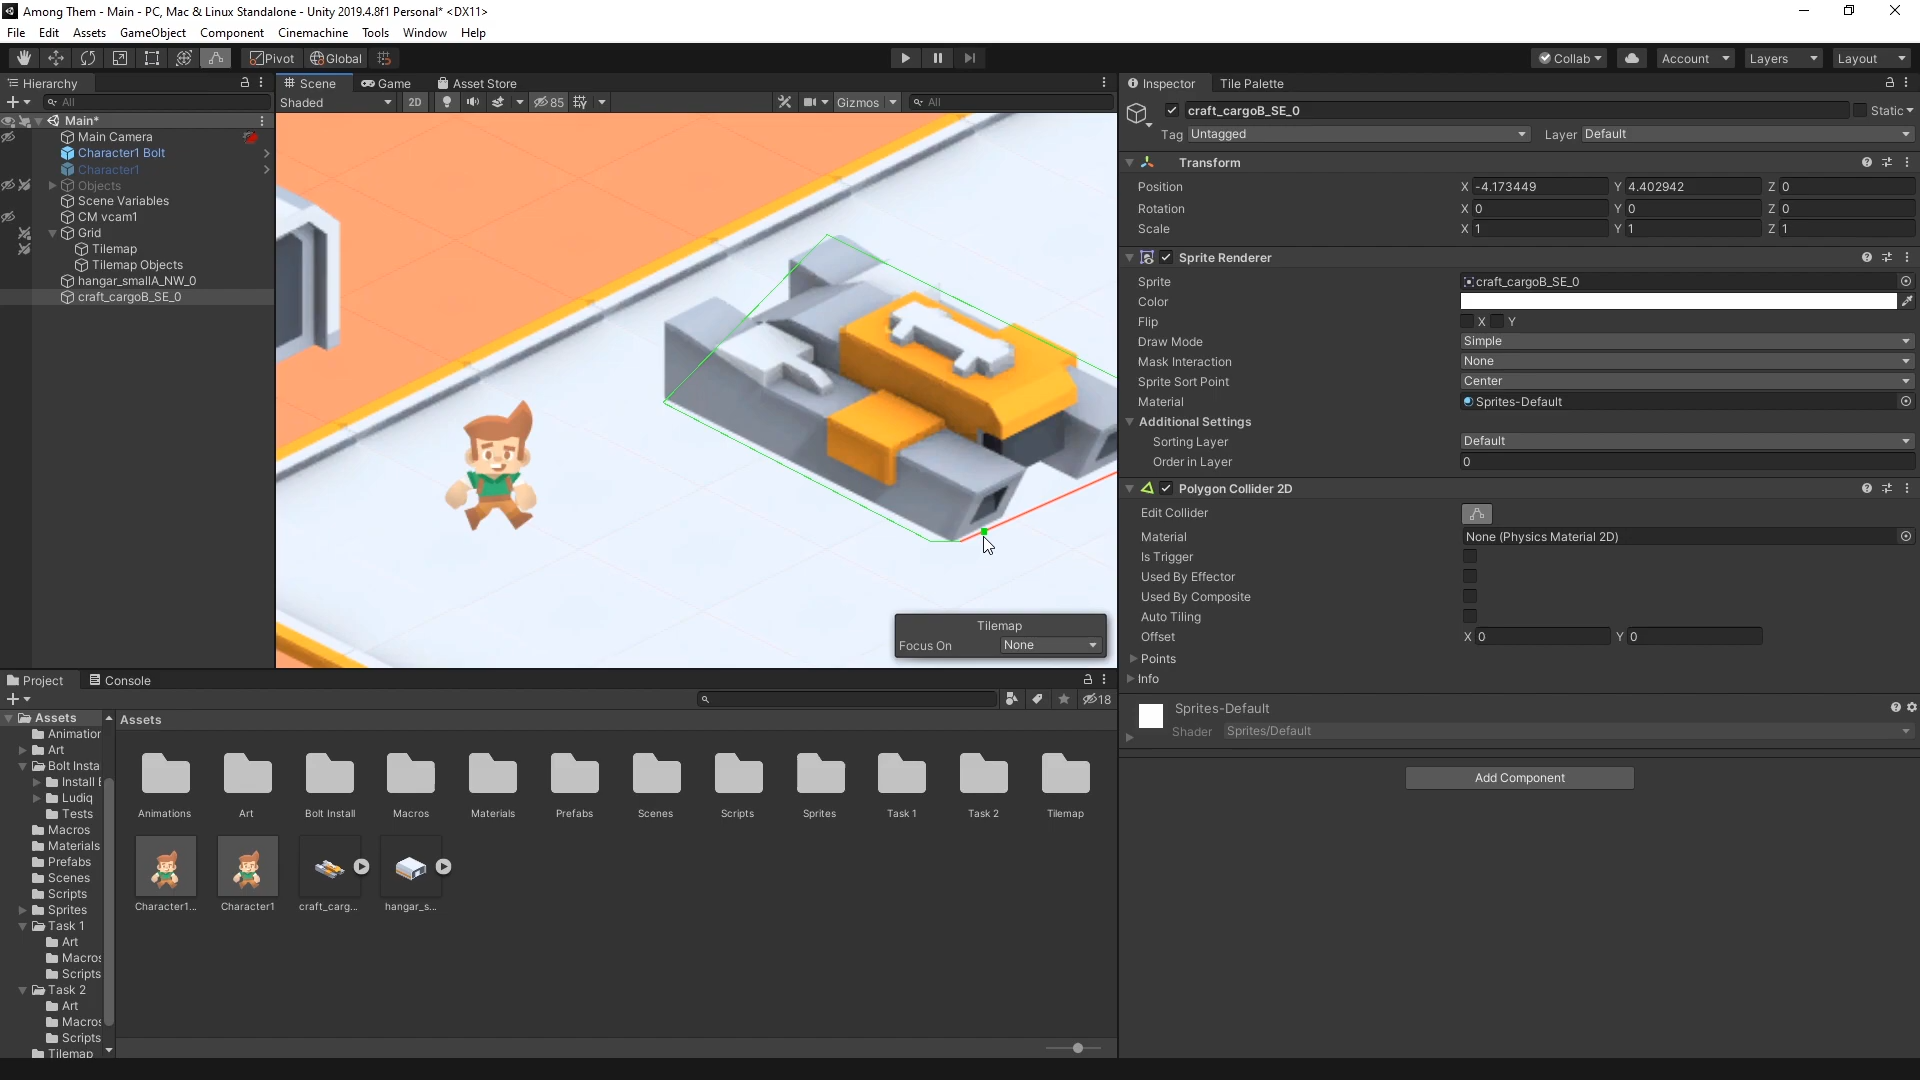 Among Them - Main - PC, Mac & Linux Standalone - Unity 2019.4.8f1 Personal* <DX11>
File Edit Assets GameObject Component Cinemachine Tools Window Help
Pivot Global Collab Account Layers Layout
Hierarchy
All
Main*
Main Camera
Character1 Bolt
Character1
Objects
Scene Variables
CM vcam1
Grid
Tilemap
Tilemap Objects
hangar_smallA_NW_0
craft_cargoB_SE_0
Scene Game Asset Store
Shaded 2D 85 Gizmos All
Tilemap
Focus On None
Inspector Tile Palette
craft_cargoB_SE_0 Static
Tag Untagged Layer Default
Transform
Position X -4.173449 Y 4.402942 Z 0
Rotation X 0 Y 0 Z 0
Scale X 1 Y 1 Z 1
Sprite Renderer
Sprite craft_cargoB_SE_0
Color
Flip X Y
Draw Mode Simple
Mask Interaction None
Sprite Sort Point Center
Material Sprites-Default
Additional Settings
Sorting Layer Default
Order in Layer 0
Polygon Collider 2D
Edit Collider
Material None (Physics Material 2D)
Is Trigger
Used By Effector
Used By Composite
Auto Tiling
Offset X 0 Y 0
Points
Info
Sprites-Default
Shader Sprites/Default
Add Component
Project Console
18
Assets
Animation
Art
Bolt Insta
Install E
Ludiq
Tests
Macros
Materials
Prefabs
Scenes
Scripts
Sprites
Task 1
Art
Macros
Scripts
Task 2
Art
Macros
Scripts
Tilemap
Assets
Animations Art Bolt Install Macros Materials Prefabs Scenes Scripts Sprites Task 1 Task 2 Tilemap
Character1... Character1 craft_carg... hangar_s...